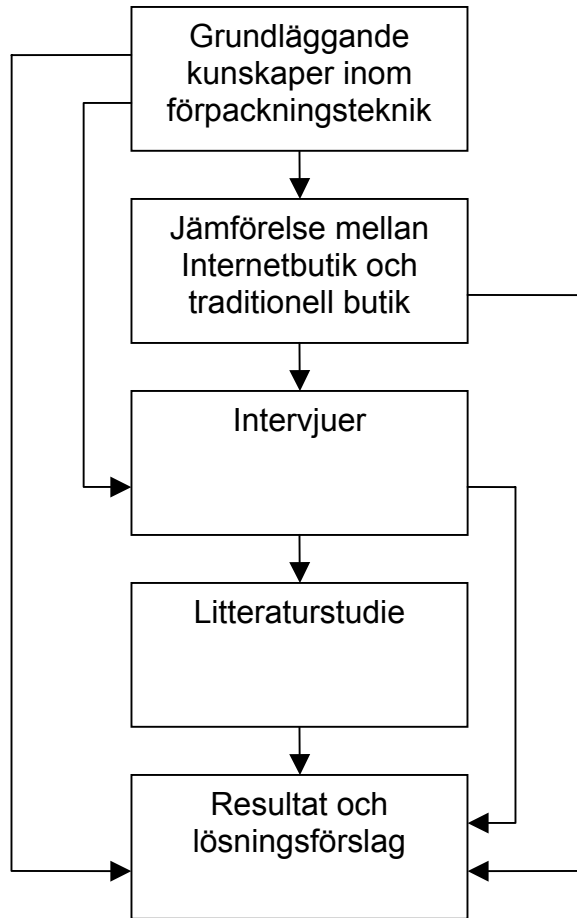 Grundläggande
kunskaper inom
förpackningsteknik
Jämförelse mellan
Internetbutik och
traditionell butik
Intervjuer
Litteraturstudie
Resultat och
lösningsförslag